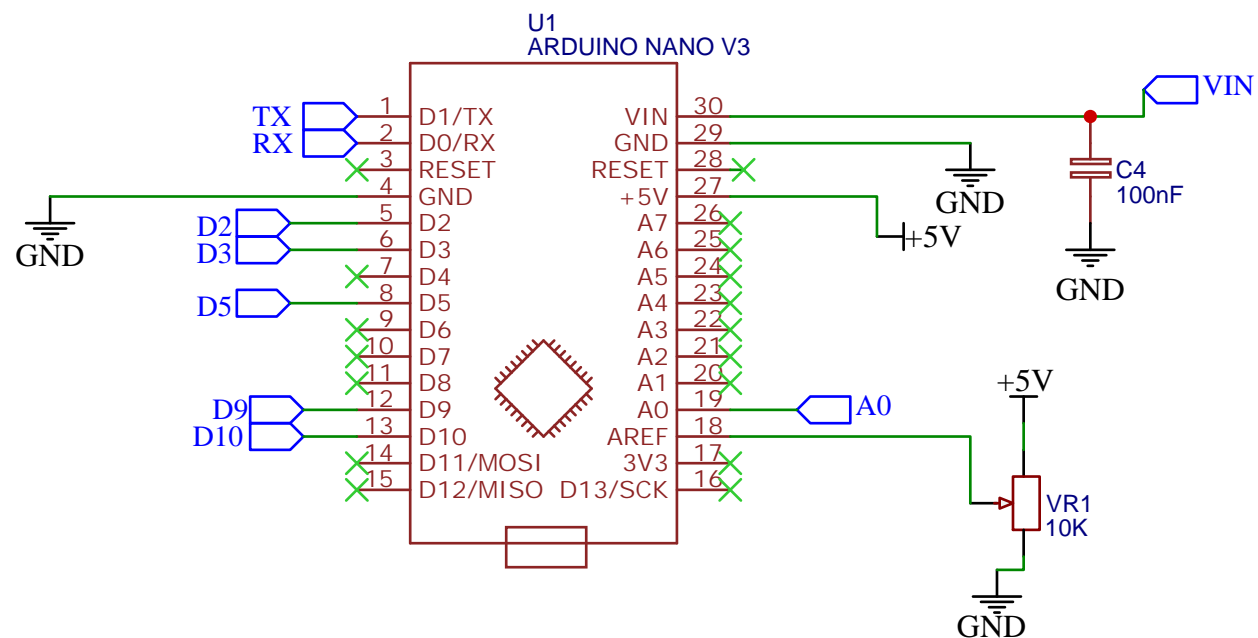 U1
ARDUINO NANO V3
TX 1 D1/TX VIN 30 VIN
RX 2 D0/RX GND 29
3 RESET RESET 28
4 GND +5V 27
D2 5 D2 A7 26
D3 6 D3 A6 25
7 D4 A5 24
D5 8 D5 A4 23
9 D6 A3 22
10 D7 A2 21
11 D8 A1 20
D9 12 D9 A0 19 A0
D10 13 D10 AREF 18
14 D11/MOSI 3V3 17
15 D12/MISO D13/SCK 16
GND
GND
+5V
C4
100nF
GND
+5V
VR1
10K
GND